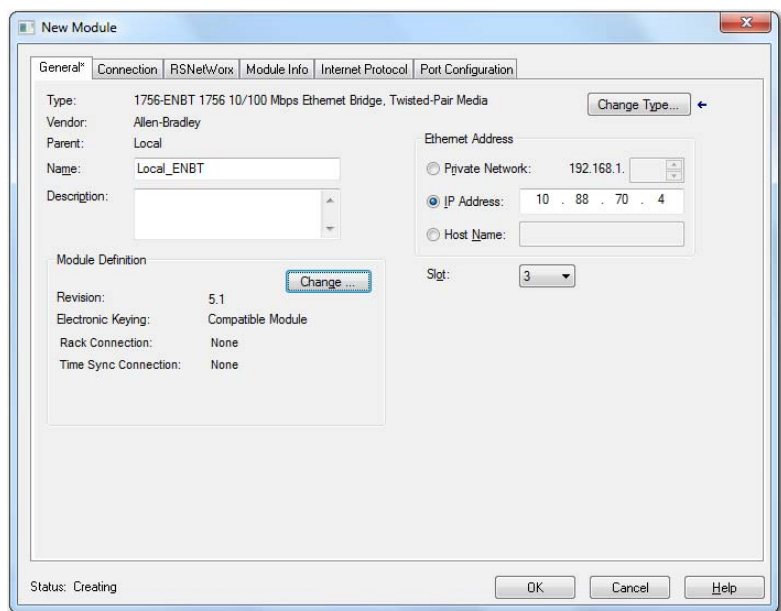 New Module
General* Connection RSNetWorx Module Info Internet Protocol Port Configuration
Type: 1756-ENBT 1756 10/100 Mbps Ethernet Bridge, Twisted-Pair Media
Change Type...
Vendor: Allen-Bradley
Parent: Local
Name: Local_ENBT
Description:
Ethernet Address
Private Network: 192.168.1.
IP Address: 10 . 88 . 70 . 4
Host Name:
Module Definition
Change ...
Revision: 5.1
Electronic Keying: Compatible Module
Rack Connection: None
Time Sync Connection: None
Slot: 3
Status: Creating
OK Cancel Help